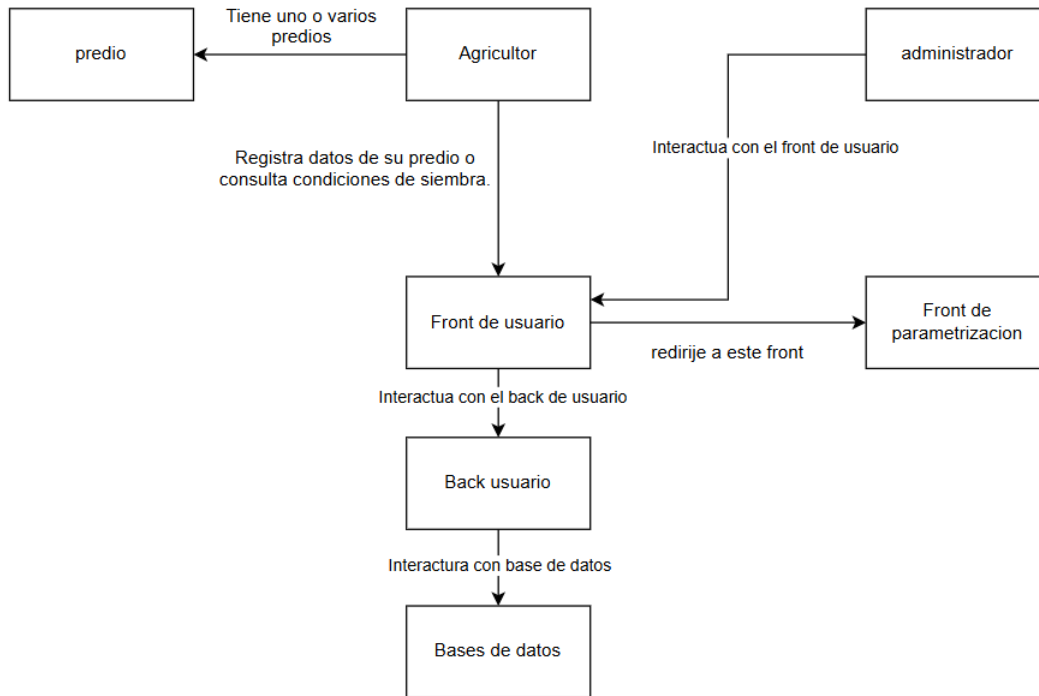 Tiene uno o varios
predios
predio
Agricultor
administrador
Interactua con el front de usuario
Registra datos de su predio o
consulta condiciones de siembra.
Front de usuario
Front de
parametrizacion
redirije a este front
Interactua con el back de usuario
Back usuario
Interactura con base de datos
Bases de datos